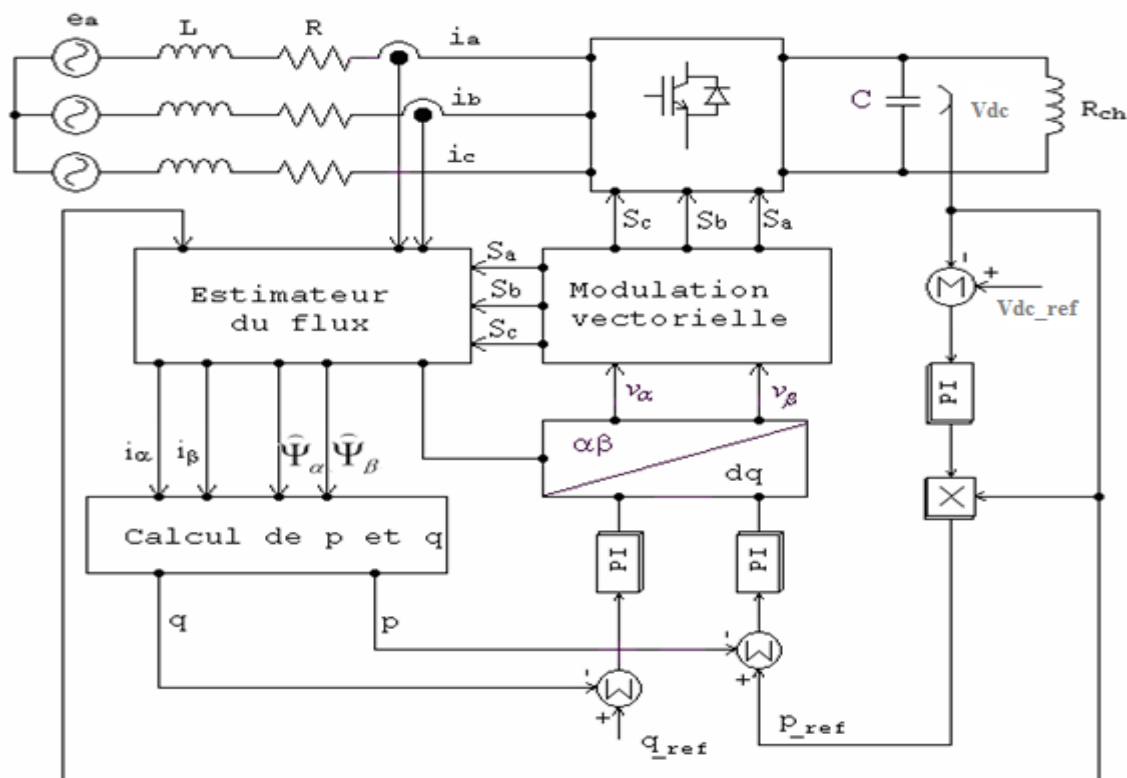 ea
L
R
ia
ib
ic
C
Vdc
Rch
Sc
Sb
Sa
Sa
Sb
Sc
Estimateur
du flux
Modulation
vectorielle
Σ
-
+
Vdc_ref
PI
iα
iβ
Ψ̂α
Ψ̂β
vα
vβ
αβ
dq
X
Calcul de p et q
PI
PI
q
p
-
Σ
+
-
Σ
+
q_ref
p_ref